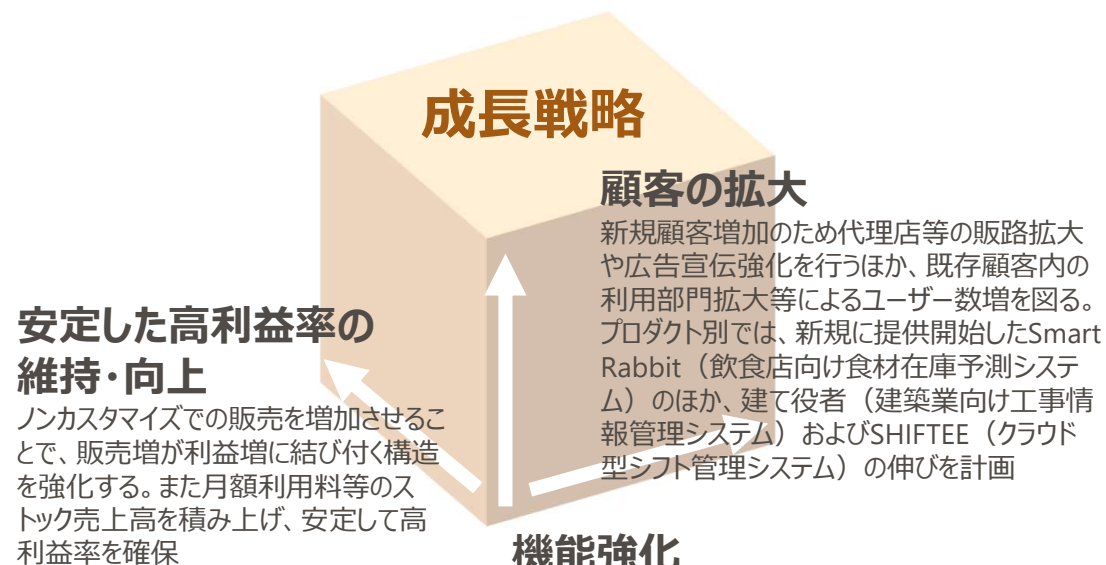 成長戦略
顧客の拡大
新規顧客増加のため代理店等の販路拡大
や広告宣伝強化を行うほか、既存顧客内の
利用部門拡大等によるユーザー数増を図る。
プロダクト別では、新規に提供開始したSmart
Rabbit（飲食店向け食材在庫予測システ
ム）のほか、建て役者（建築業向け工事情
報管理システム）およびSHIFTEE（クラウド
型シフト管理システム）の伸びを計画
安定した高利益率の
維持・向上
ノンカスタマイズでの販売を増加させるこ
とで、販売増が利益増に結び付く構造
を強化する。また月額利用料等のス
トック売上高を積み上げ、安定して高
利益率を確保
機能強化